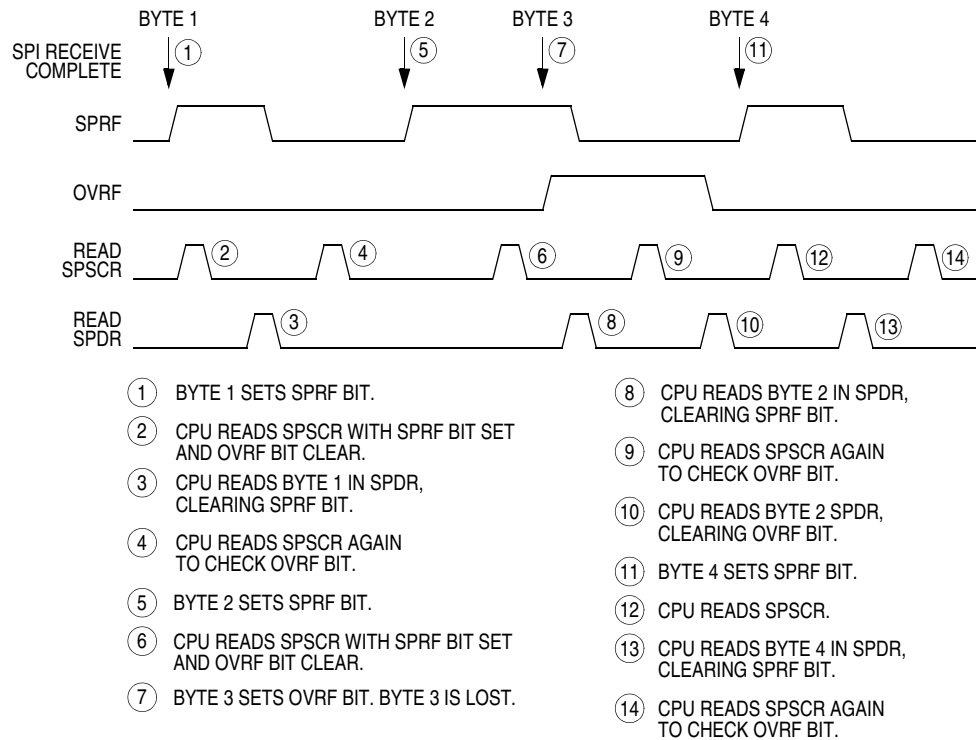 BYTE 1 BYTE 2 BYTE 3 BYTE 4
SPI RECEIVE
COMPLETE
1 5 7 11
SPRF
OVRF
READ
SPSCR
2 4 6 9 12 14
READ
SPDR
3 8 10 13
1 BYTE 1 SETS SPRF BIT.
2 CPU READS SPSCR WITH SPRF BIT SET
AND OVRF BIT CLEAR.
3 CPU READS BYTE 1 IN SPDR,
CLEARING SPRF BIT.
4 CPU READS SPSCR AGAIN
TO CHECK OVRF BIT.
5 BYTE 2 SETS SPRF BIT.
6 CPU READS SPSCR WITH SPRF BIT SET
AND OVRF BIT CLEAR.
7 BYTE 3 SETS OVRF BIT. BYTE 3 IS LOST.
8 CPU READS BYTE 2 IN SPDR,
CLEARING SPRF BIT.
9 CPU READS SPSCR AGAIN
TO CHECK OVRF BIT.
10 CPU READS BYTE 2 SPDR,
CLEARING OVRF BIT.
11 BYTE 4 SETS SPRF BIT.
12 CPU READS SPSCR.
13 CPU READS BYTE 4 IN SPDR,
CLEARING SPRF BIT.
14 CPU READS SPSCR AGAIN
TO CHECK OVRF BIT.